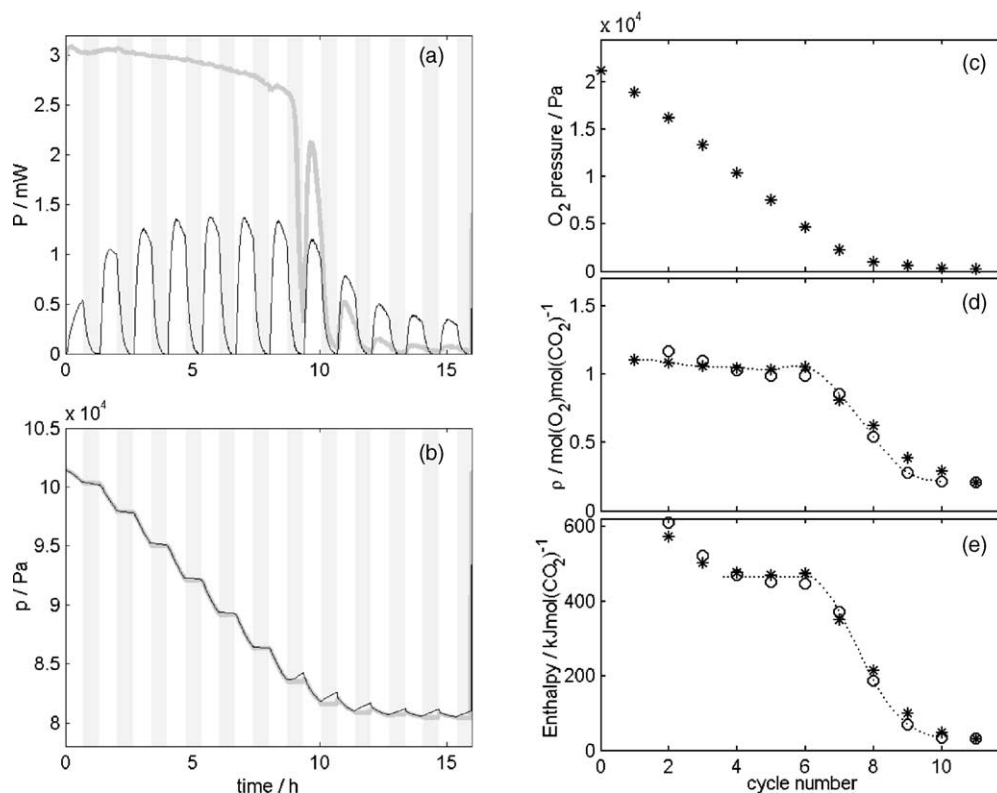 (a)
P / mW
3
2.5
2
1.5
1
0.5
0
0 5 10 15
x 10⁴
(b)
p / Pa
10.5
10
9.5
9
8.5
8
0 5 10 15
time / h
x 10⁴
(c)
O₂ pressure / Pa
2
1.5
1
0.5
0
(d)
ρ / mol(O₂)mol(CO₂)⁻¹
1.5
1
0.5
0
(e)
Enthalpy / kJmol(CO₂)⁻¹
600
400
200
0
0 2 4 6 8 10
cycle number